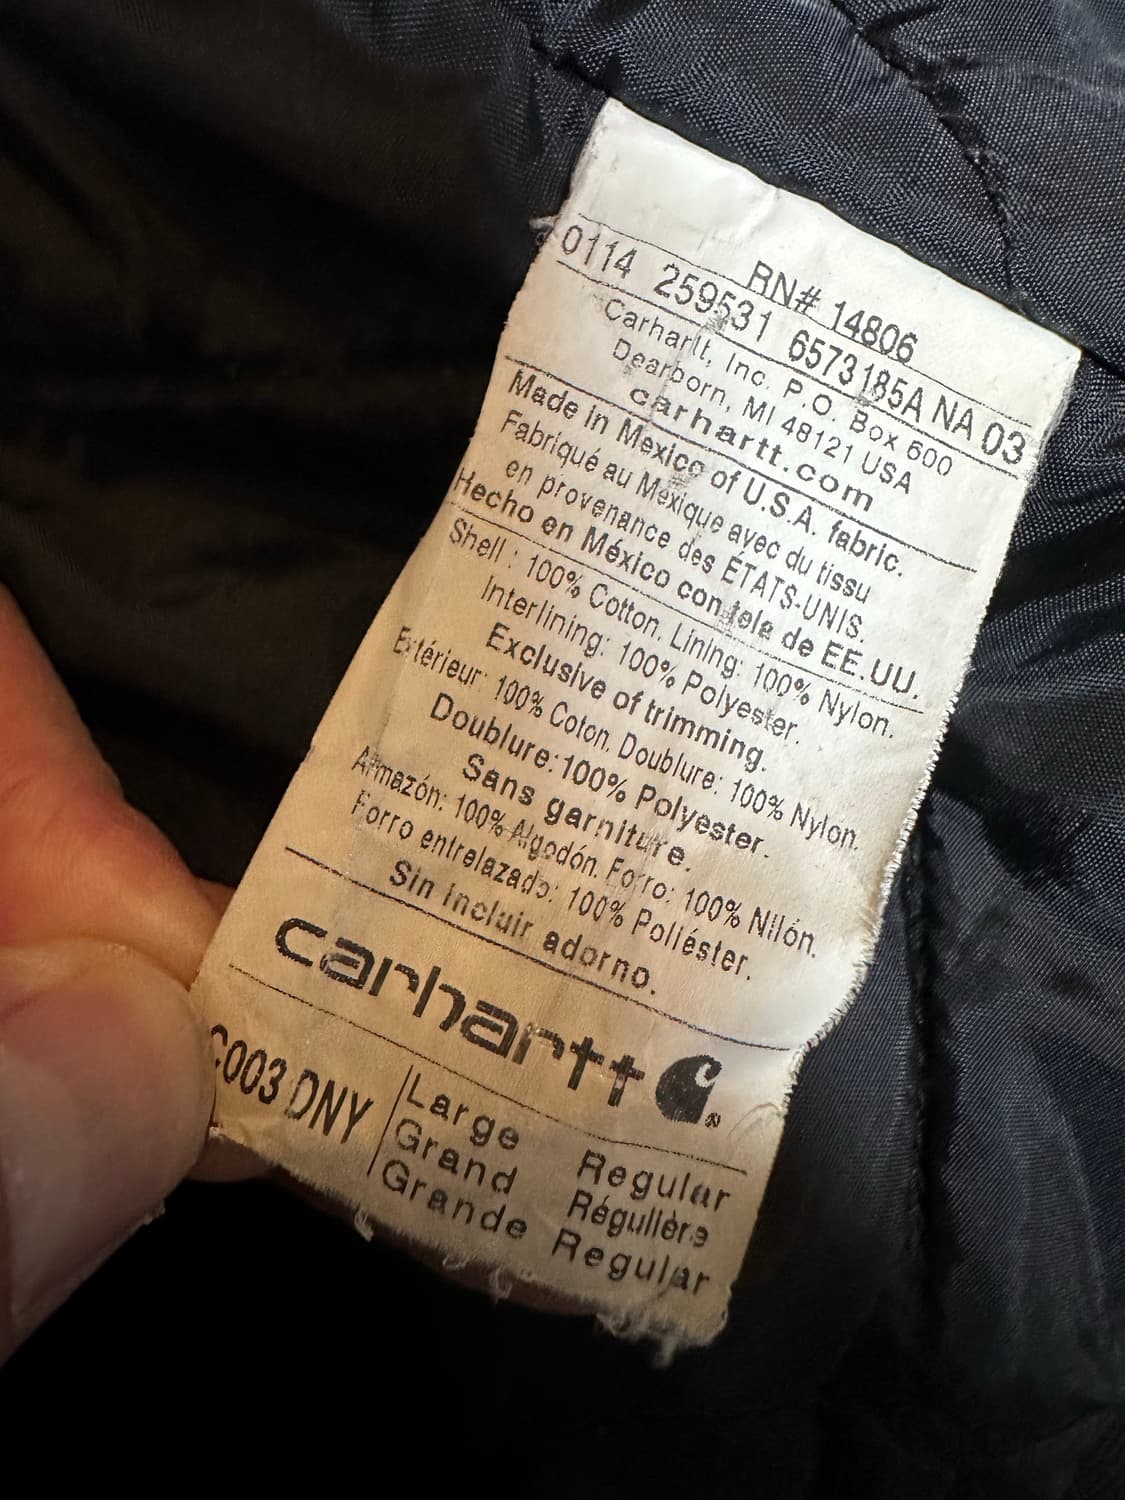 RN# 14806
0114 259531 6573185A NA 03
Carhartt, Inc. P.O. Box 600
Dearborn, MI 48121 USA
carhartt.com
Made in Mexico of U.S.A. fabric.
Fabriqué au Mexique avec du tissu
en provenance des ÉTATS-UNIS.
Hecho en México con tela de EE.UU.
Shell : 100% Cotton. Lining: 100% Nylon.
Interlining: 100% Polyester.
Exclusive of trimming.
Extérieur: 100% Coton. Doublure: 100% Nylon.
Doublure:100% Polyester.
Sans garniture.
Armazón: 100% Algodón. Forro: 100% Nilón.
Forro entrelazado: 100% Poliéster.
Sin incluir adorno.
carhartt
C003 DNY
Large Regular
Grand Régulière
Grande Regular